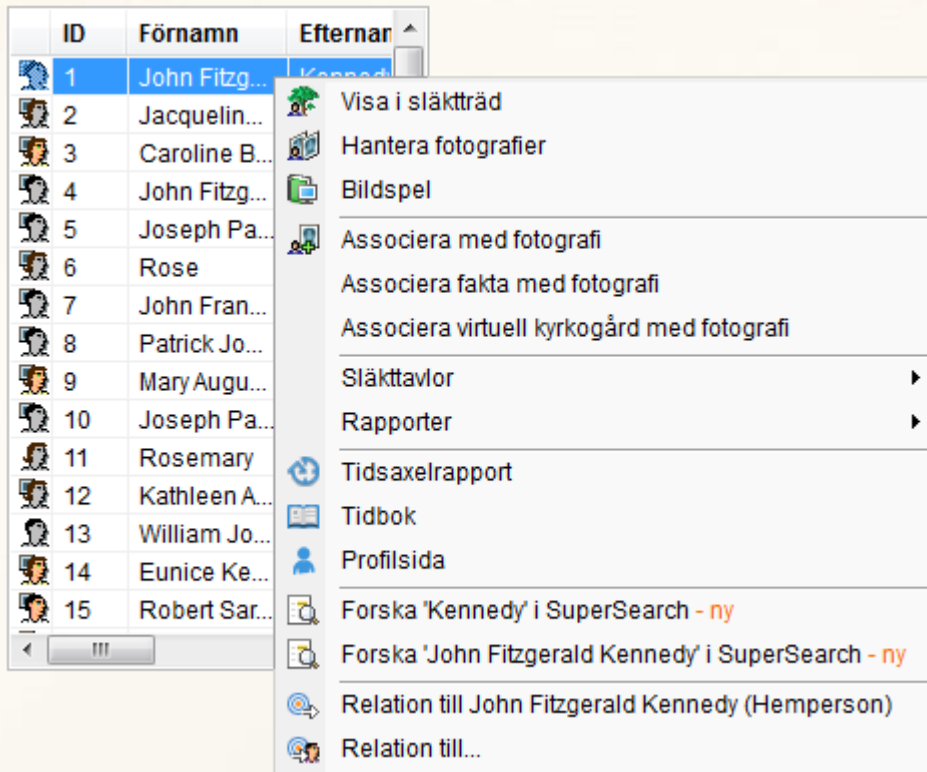 ID Förnamn Efternar
1 John Fitzg... Kennedy
2 Jacquelin...
3 Caroline B...
4 John Fitzg...
5 Joseph Pa...
6 Rose
7 John Fran...
8 Patrick Jo...
9 Mary Augu...
10 Joseph Pa...
11 Rosemary
12 Kathleen A...
13 William Jo...
14 Eunice Ke...
15 Robert Sar...
Visa i släktträd
Hantera fotografier
Bildspel
Associera med fotografi
Associera fakta med fotografi
Associera virtuell kyrkogård med fotografi
Släkttavlor
Rapporter
Tidsaxelrapport
Tidbok
Profilsida
Forska 'Kennedy' i SuperSearch - ny
Forska 'John Fitzgerald Kennedy' i SuperSearch - ny
Relation till John Fitzgerald Kennedy (Hemperson)
Relation till...